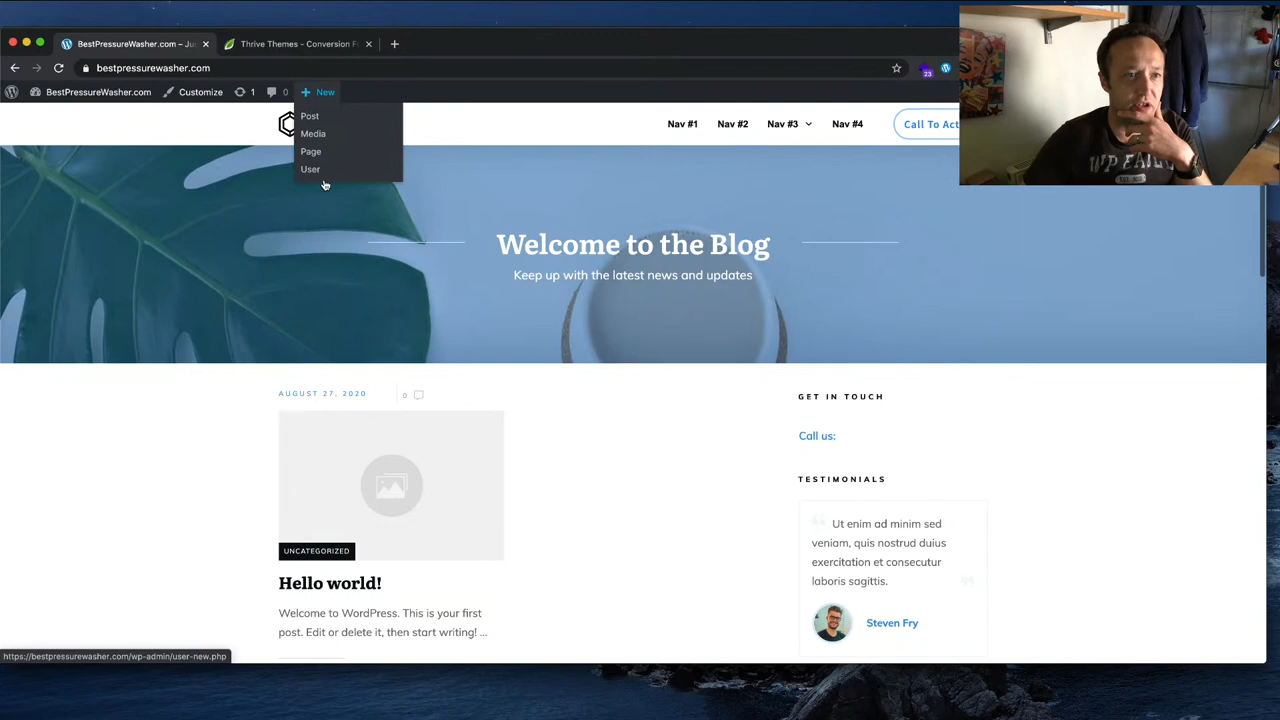 BestPressureWasher.com – Ju
Thrive Themes - Conversion F
bestpressurewasher.com
23
BestPressureWasher.com
Customize
1
0
New
Post
Media
Page
User
Nav #1
Nav #2
Nav #3
Nav #4
Call To Act
Welcome to the Blog
Keep up with the latest news and updates
AUGUST 27, 2020
0
UNCATEGORIZED
Hello world!
Welcome to WordPress. This is your first
post. Edit or delete it, then start writing! ...
GET IN TOUCH
Call us:
TESTIMONIALS
Ut enim ad minim sed
veniam, quis nostrud duius
exercitation et consecutur
laboris sagittis.
Steven Fry
https://bestpressurewasher.com/wp-admin/user-new.php